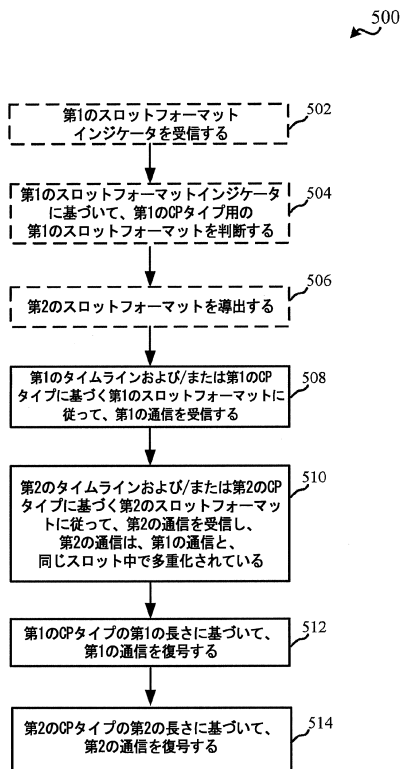 500
第1のスロットフォーマット
インジケータを受信する
502
第1のスロットフォーマットインジケータ
に基づいて、第1のCPタイプ用の
第1のスロットフォーマットを判断する
504
第2のスロットフォーマットを導出する
506
第1のタイムラインおよび/または第1のCP
タイプに基づく第1のスロットフォーマットに
従って、第1の通信を受信する
508
第2のタイムラインおよび/または第2のCP
タイプに基づく第2のスロットフォーマッ
トに従って、第2の通信を受信し、
第2の通信は、第1の通信と、
同じスロット中で多重化されている
510
第1のCPタイプの第1の長さに基づいて、
第1の通信を復号する
512
第2のCPタイプの第2の長さに基づいて、
第2の通信を復号する
514